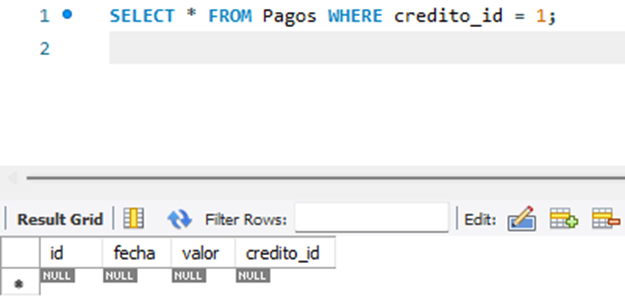 1 SELECT * FROM Pagos WHERE credito_id = 1;
2
Result Grid Filter Rows: Edit:
id fecha valor credito_id
* NULL NULL NULL NULL